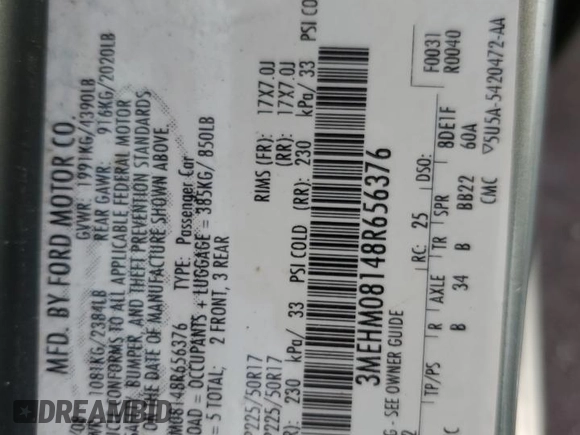 MFD. BY FORD MOTOR CO.
GVWR: 1991KG/4390LB
1081KG/2384LB REAR GAWR: 916KG/2020LB
CONFORMS TO ALL APPLICABLE FEDERAL MOTOR
BUMPER, AND THEFT PREVENTION STANDARDS
THE DATE OF MANUFACTURE SHOWN ABOVE.
M08148R656376 TYPE: Passenger Car
LOAD = OCCUPANTS + LUGGAGE = 385KG/ 850LB
= 5 TOTAL; 2 FRONT, 3 REAR
P225/50R17 RIMS (FR): 17X7.0J
P225/50R17 (RR): 17X7.0J
R): 230 kPa/ 33 PSI COLD (RR): 230 kPa/ 33 PSI CO
3MEHM08148R656376
G - SEE OWNER GUIDE
RC: 25 DSO: F0031
R0040
TP/PS R AXLE TR SPR BDE1F
B 34 B BB22 60A
C CMC ▽5U5A-5420472-AA
DREAMBID